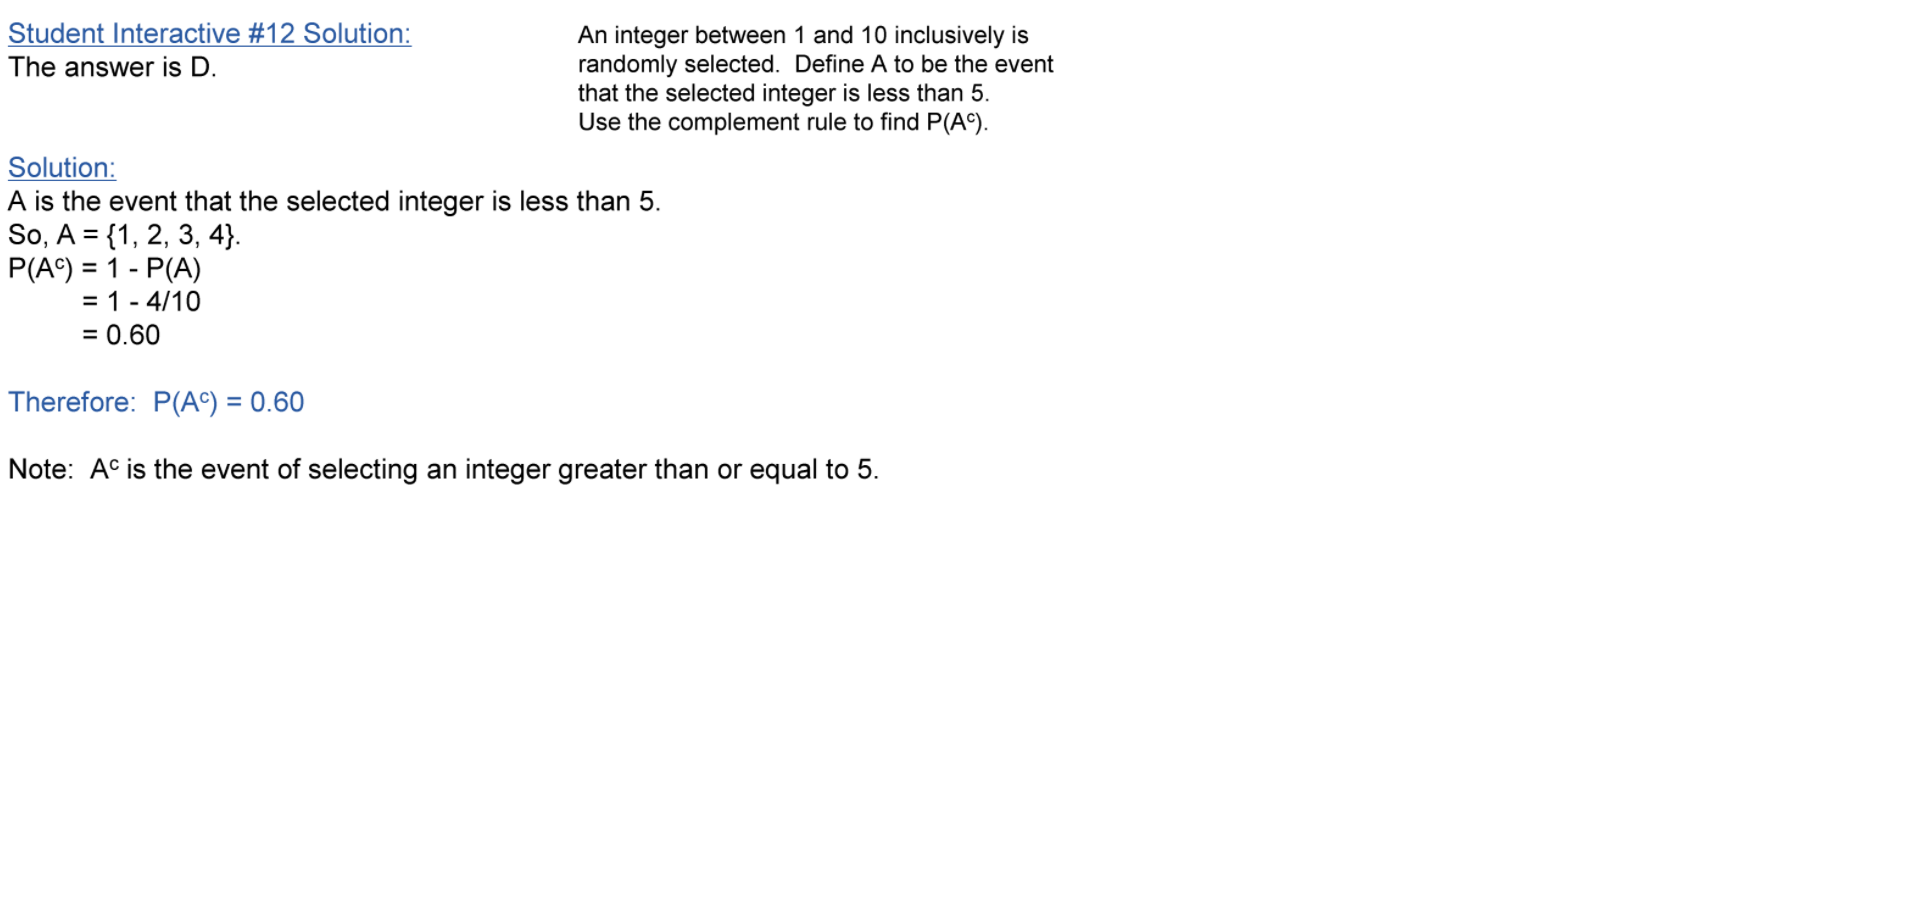 Student Interactive #12 Solution:
The answer is D.
An integer between 1 and 10 inclusively is
randomly selected.  Define A to be the event
that the selected integer is less than 5.
Use the complement rule to find P(Aᶜ).
Solution:
A is the event that the selected integer is less than 5.
So, A = {1, 2, 3, 4}.
P(Aᶜ) = 1 - P(A)
= 1 - 4/10
= 0.60
Therefore:  P(Aᶜ) = 0.60
Note:  Aᶜ is the event of selecting an integer greater than or equal to 5.